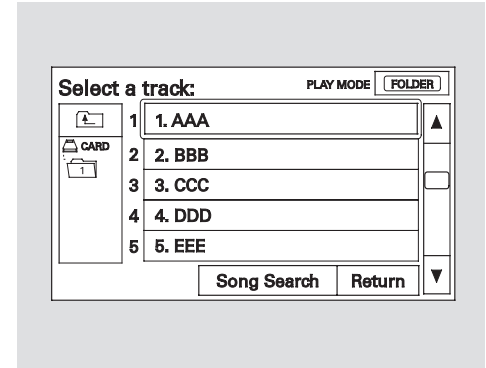 Select a track: PLAY MODE FOLDER
1 1. AAA
CARD
2 2. BBB
1
3 3. CCC
4 4. DDD
5 5. EEE
Song Search Return